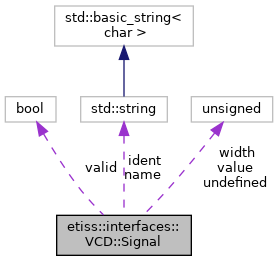 std::basic_string<
char >
bool
std::string
unsigned
valid
ident
name
width
value
undefined
etiss::interfaces::
VCD::Signal